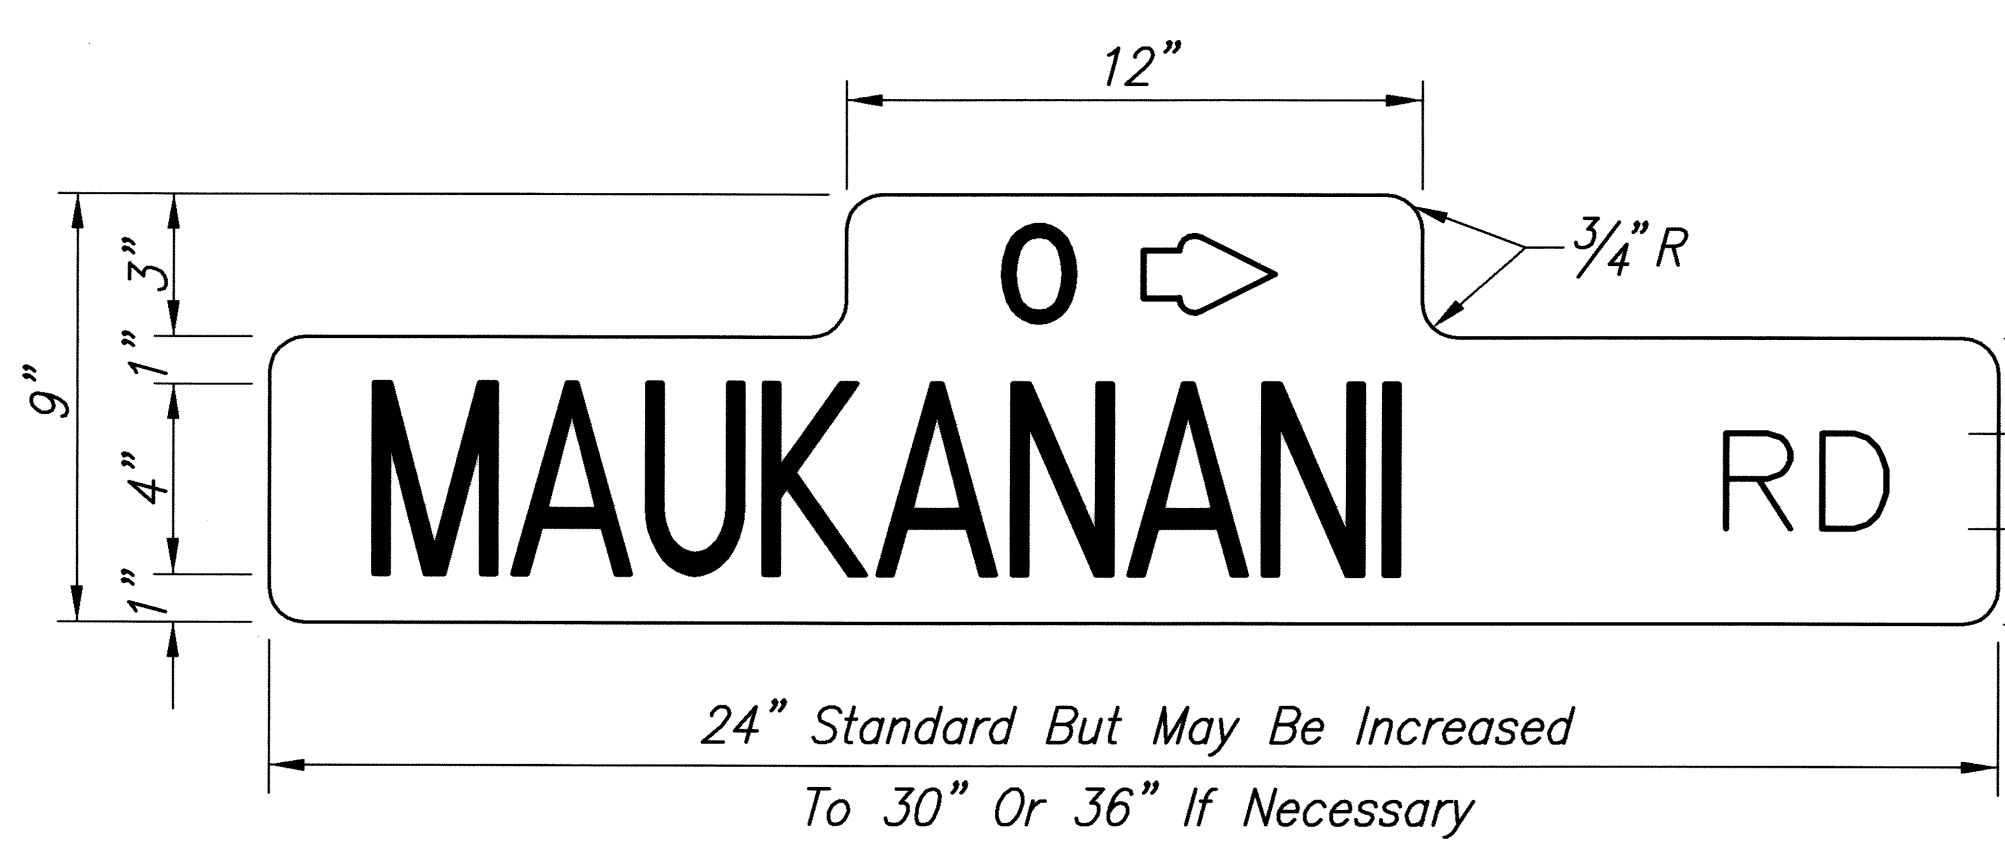 12"
3/4" R
3"
1"
9"
4"
1"
O
MAUKANANI RD
24" Standard But May Be Increased
To 30" Or 36" If Necessary